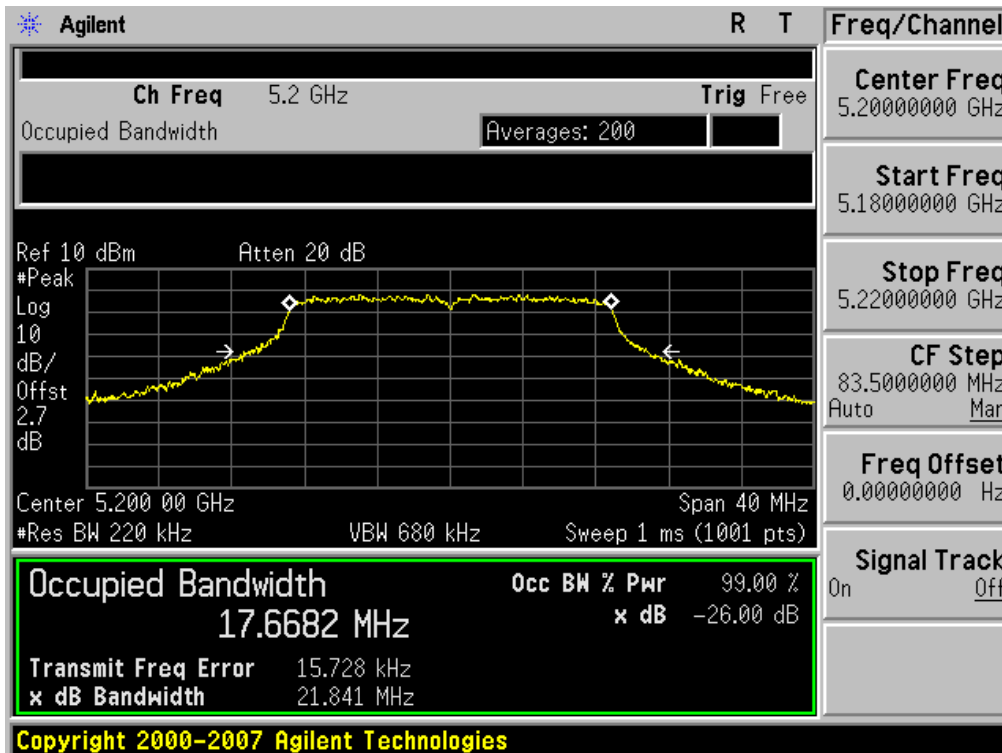 Agilent R T
Ch Freq 5.2 GHz Trig Free
Occupied Bandwidth Averages: 200
Ref 10 dBm Atten 20 dB
#Peak
Log
10
dB/
Offst
2.7
dB
Center 5.200 00 GHz Span 40 MHz
#Res BW 220 kHz VBW 680 kHz Sweep 1 ms (1001 pts)
Occupied Bandwidth Occ BW % Pwr 99.00 %
17.6682 MHz x dB -26.00 dB
Transmit Freq Error 15.728 kHz
x dB Bandwidth 21.841 MHz
Copyright 2000-2007 Agilent Technologies
Freq/Channel
Center Freq
5.20000000 GHz
Start Freq
5.18000000 GHz
Stop Freq
5.22000000 GHz
CF Step
83.5000000 MHz
Auto Man
Freq Offset
0.00000000 Hz
Signal Track
On Off